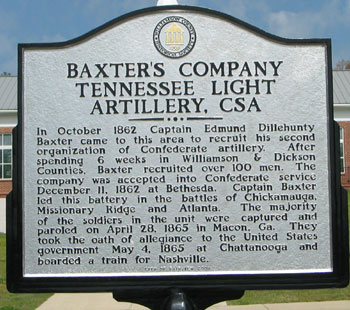 BAXTER'S COMPANY
TENNESSEE LIGHT
ARTILLERY, CSA
In October 1862 Captain Edmund Dillehunty
Baxter came to this area to recruit his second
organization of Confederate artillery. After
spending 6 weeks in Williamson & Dickson
Counties, Baxter recruited over 100 men. The
company was accepted into Confederate service
December 11, 1862 at Bethesda. Captain Baxter
led this battery in the battles of Chickamauga,
Missionary Ridge and Atlanta. The majority
of the soldiers in the unit were captured and
paroled on April 28, 1865 in Macon, Ga. They
took the oath of allegiance to the United States
government May 4, 1865 at Chattanooga and
boarded a train for Nashville.